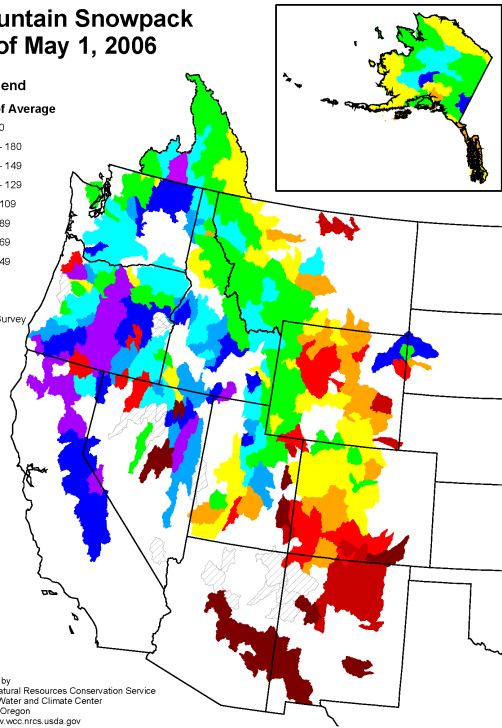 untain Snowpack
of May 1, 2006
end
of Average
0
- 180
- 149
- 129
109
89
69
49
Survey
by
atural Resources Conservation Service
Water and Climate Center
Oregon
w.wcc.nrcs.usda.gov